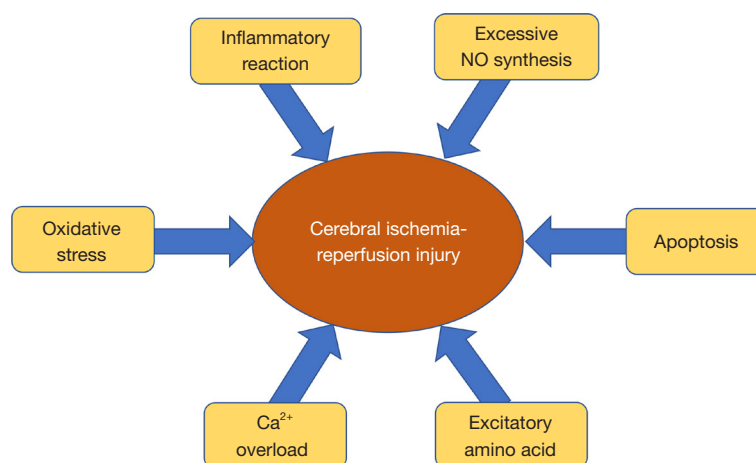 Inflammatory
reaction
Excessive
NO synthesis
Oxidative
stress
Cerebral ischemia-
reperfusion injury
Apoptosis
Ca²⁺
overload
Excitatory
amino acid